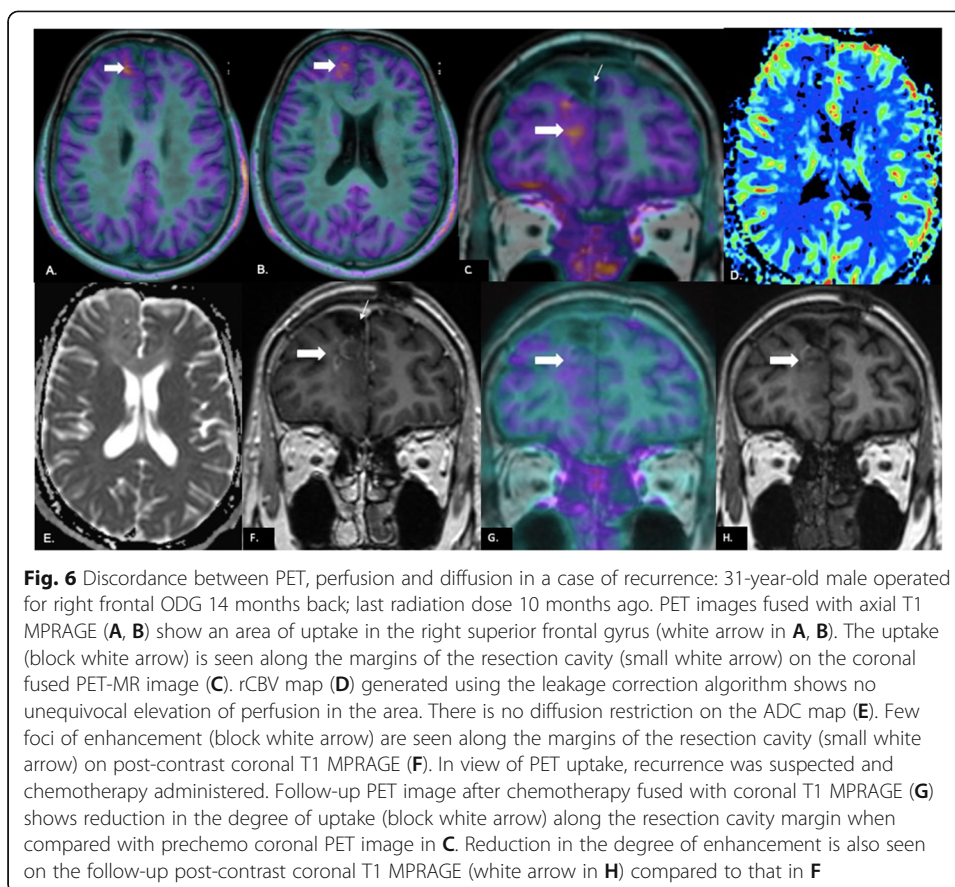 A.
B.
C.
D.
E.
F.
G.
H.
Fig. 6 Discordance between PET, perfusion and diffusion in a case of recurrence: 31-year-old male operated
for right frontal ODG 14 months back; last radiation dose 10 months ago. PET images fused with axial T1
MPRAGE (A, B) show an area of uptake in the right superior frontal gyrus (white arrow in A, B). The uptake
(block white arrow) is seen along the margins of the resection cavity (small white arrow) on the coronal
fused PET-MR image (C). rCBV map (D) generated using the leakage correction algorithm shows no
unequivocal elevation of perfusion in the area. There is no diffusion restriction on the ADC map (E). Few
foci of enhancement (block white arrow) are seen along the margins of the resection cavity (small white
arrow) on post-contrast coronal T1 MPRAGE (F). In view of PET uptake, recurrence was suspected and
chemotherapy administered. Follow-up PET image after chemotherapy fused with coronal T1 MPRAGE (G)
shows reduction in the degree of uptake (block white arrow) along the resection cavity margin when
compared with prechemo coronal PET image in C. Reduction in the degree of enhancement is also seen
on the follow-up post-contrast coronal T1 MPRAGE (white arrow in H) compared to that in F